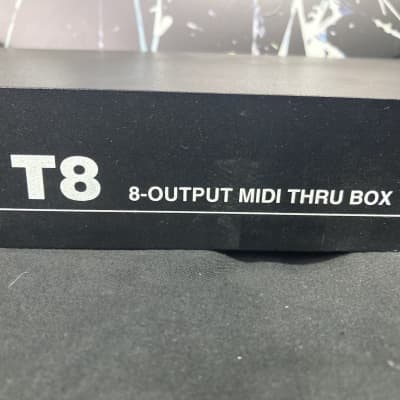 T8 8-OUTPUT MIDI THRU BOX